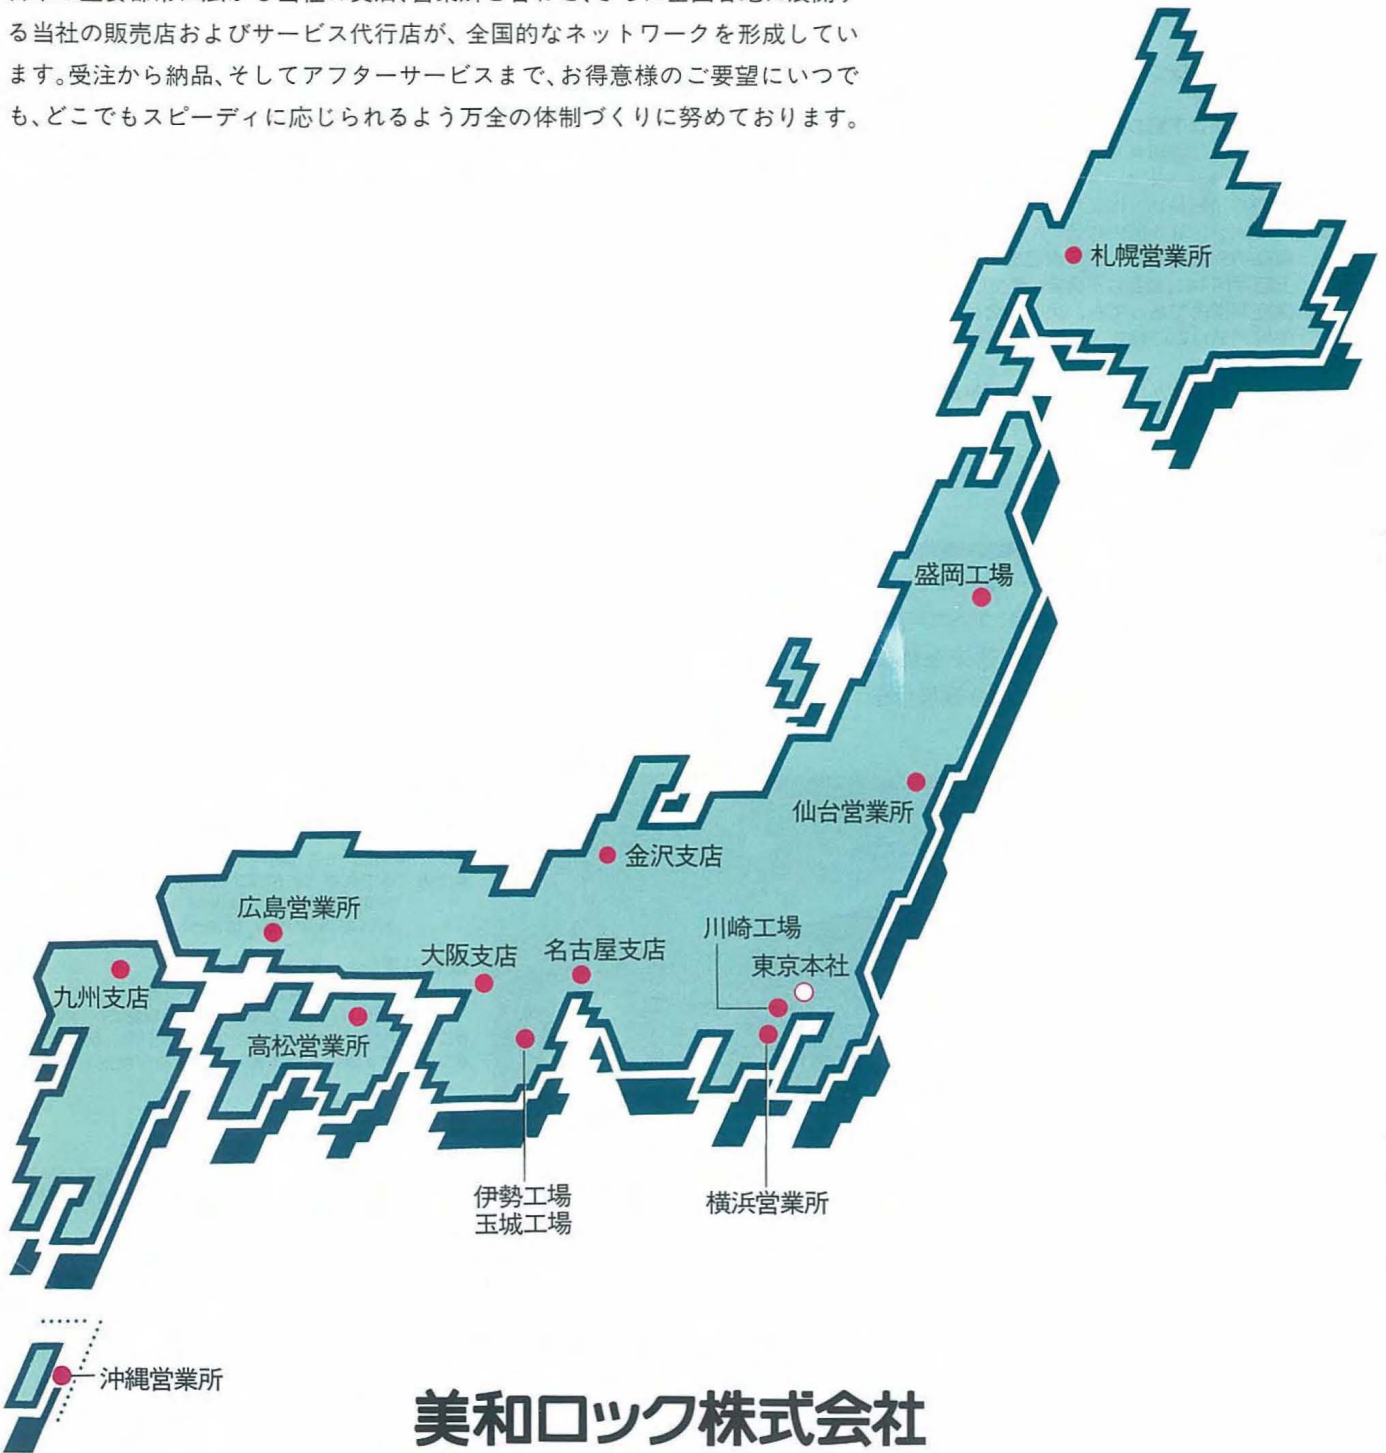 る当社の販売店およびサービス代行店が、全国的なネットワークを形成してい
ます。受注から納品、そしてアフターサービスまで、お得意様のご要望にいつで
も、どこでもスピーディに応じられるよう万全の体制づくりに努めております。
札幌営業所
盛岡工場
仙台営業所
金沢支店
広島営業所
川崎工場
大阪支店
名古屋支店
東京本社
九州支店
高松営業所
伊勢工場
玉城工場
横浜営業所
沖縄営業所
美和ロック株式会社